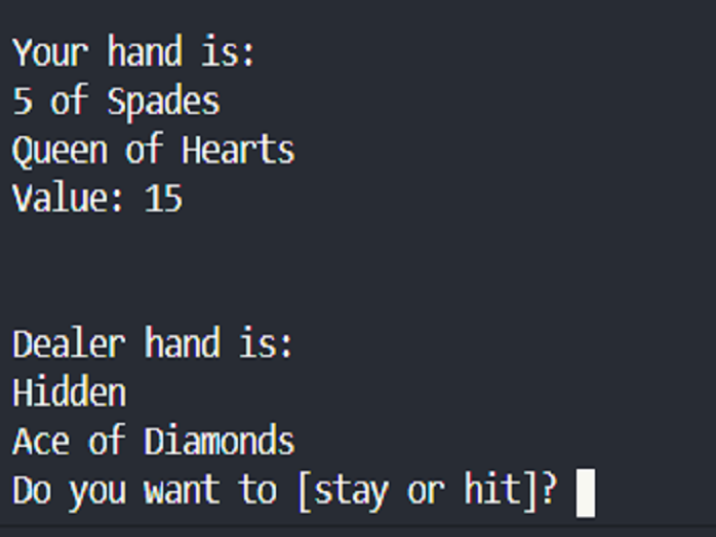 Your hand is:
5 of Spades
Queen of Hearts
Value: 15
Dealer hand is:
Hidden
Ace of Diamonds
Do you want to [stay or hit]?